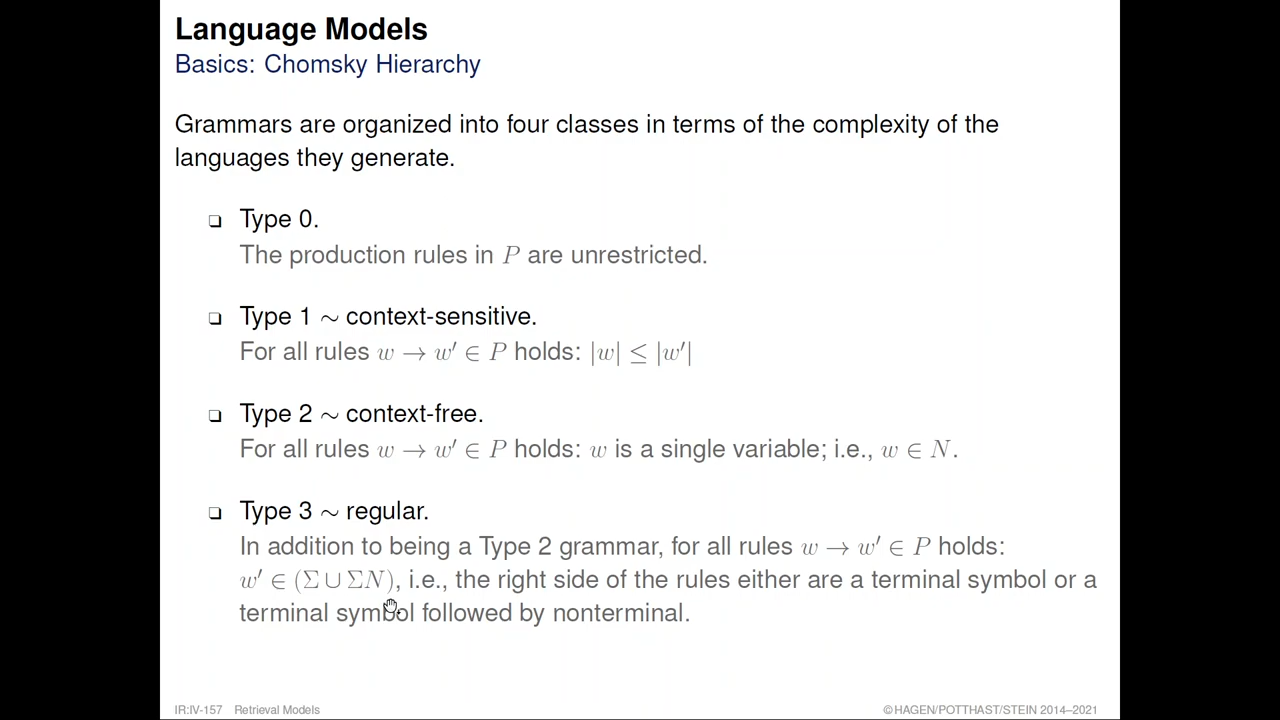 Language Models
Basics: Chomsky Hierarchy
Grammars are organized into four classes in terms of the complexity of the
languages they generate.
❑ Type 0.
The production rules in P are unrestricted.
❑ Type 1 ∼ context-sensitive.
For all rules w → w′ ∈ P holds: |w| ≤ |w′|
❑ Type 2 ∼ context-free.
For all rules w → w′ ∈ P holds: w is a single variable; i.e., w ∈ N.
❑ Type 3 ∼ regular.
In addition to being a Type 2 grammar, for all rules w → w′ ∈ P holds:
w′ ∈ (Σ ∪ ΣN), i.e., the right side of the rules either are a terminal symbol or a
terminal symbol followed by nonterminal.
IR:IV-157 Retrieval Models
©HAGEN/POTTHAST/STEIN 2014–2021